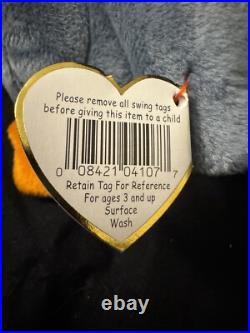 Please remove all swing tags
before giving this item to a child
0 08421 04107 7
Retain Tag For Reference
For ages 3 and up
Surface
Wash